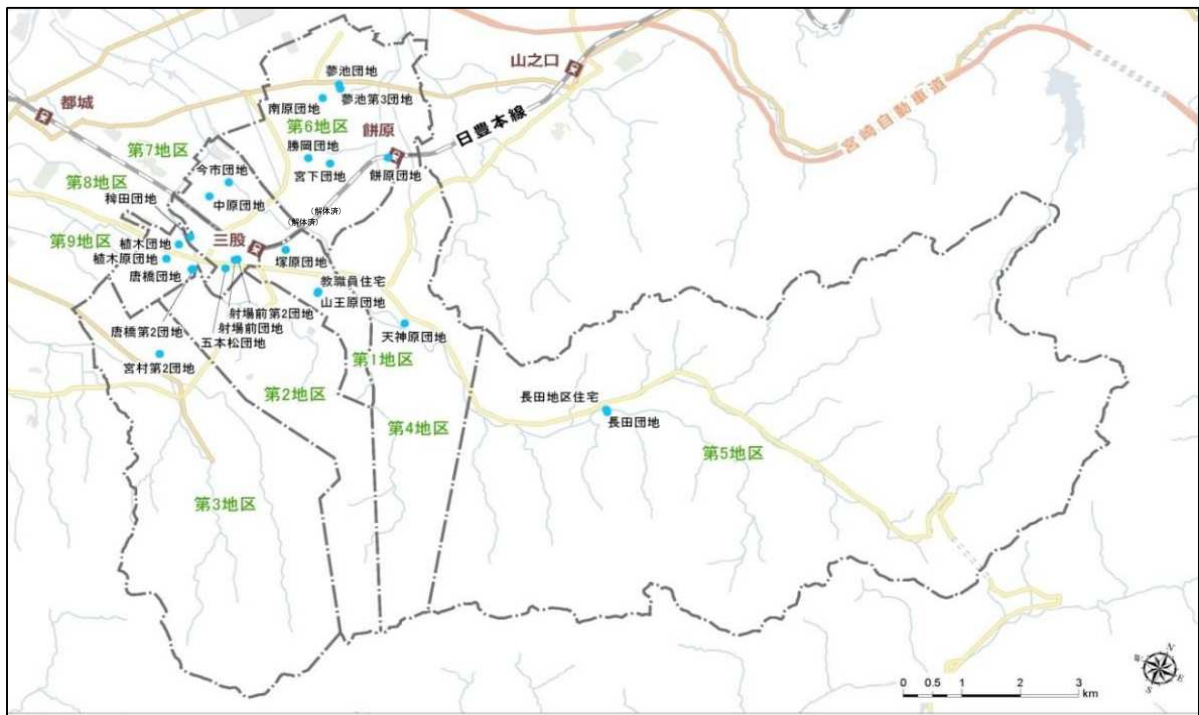 山之口
蓼池団地
都城
南原団地
蓼池第3団地
第6地区
餅原
日豊本線
宮崎自動車道
第7地区
勝岡団地
今市団地
宮下団地
餅原団地
第8地区
稗田団地
中原団地
(解体済)
(解体済)
第9地区
植木団地
三股
植木原団地
塚原団地
唐橋団地
教職員住宅
山王原団地
射場前第2団地
唐橋第2団地
射場前団地
天神原団地
五本松団地
宮村第2団地
第1地区
第2地区
長田地区住宅
長田団地
第4地区
第5地区
第3地区
N
W
E
S
0 0.5 1 2 3
km